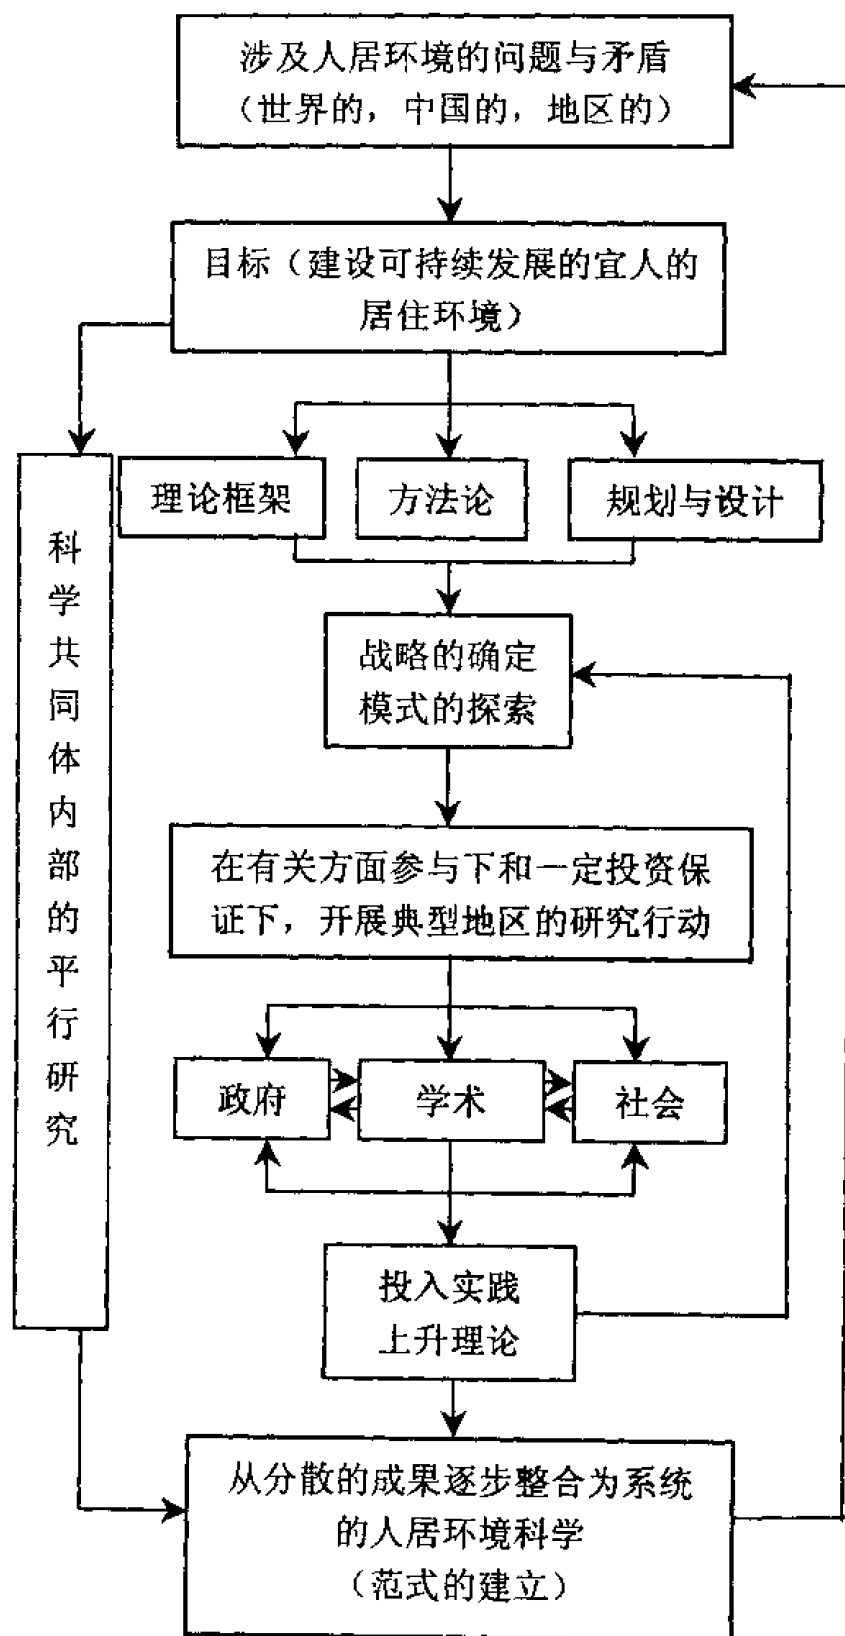 涉及人居环境的问题与矛盾
（世界的，中国的，地区的）
目标（建设可持续发展的宜人的
居住环境）
理论框架
方法论
规划与设计
科学共同体内部的平行研究
战略的确定
模式的探索
在有关方面参与下和一定投资保
证下，开展典型地区的研究行动
政府
学术
社会
投入实践
上升理论
从分散的成果逐步整合为系统
的人居环境科学
（范式的建立）